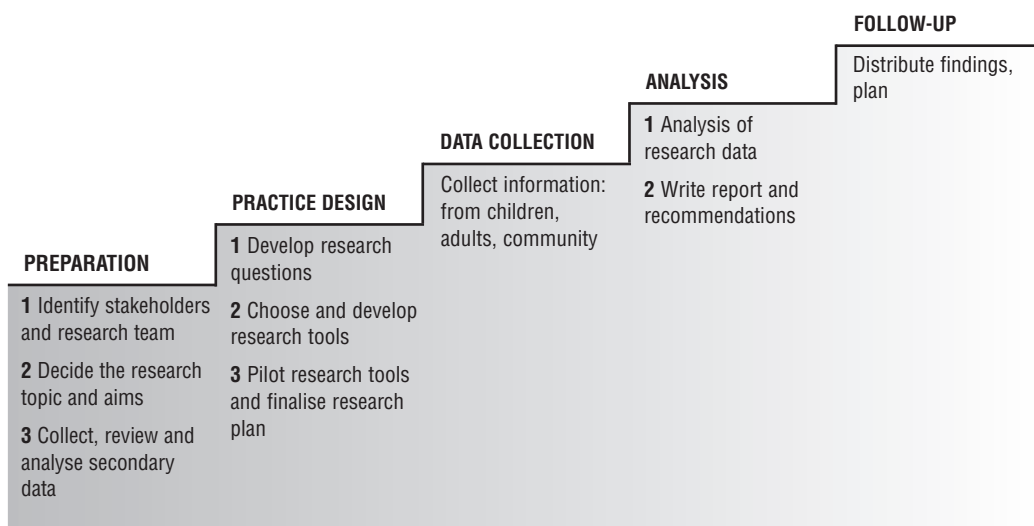 PREPARATION
1 Identify stakeholders
and research team
2 Decide the research
topic and aims
3 Collect, review and
analyse secondary
data
PRACTICE DESIGN
1 Develop research
questions
2 Choose and develop
research tools
3 Pilot research tools
and finalise research
plan
DATA COLLECTION
Collect information:
from children,
adults, community
ANALYSIS
1 Analysis of
research data
2 Write report and
recommendations
FOLLOW-UP
Distribute findings,
plan